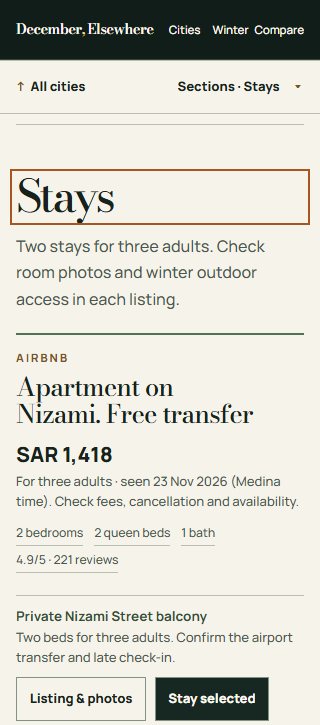 December, Elsewhere Cities Winter Compare
↑ All cities Sections · Stays
Stays
Two stays for three adults. Check
room photos and winter outdoor
access in each listing.
AIRBNB
Apartment on
Nizami. Free transfer
SAR 1,418
For three adults · seen 23 Nov 2026 (Medina
time). Check fees, cancellation and availability.
2 bedrooms 2 queen beds 1 bath
4.9/5 · 221 reviews
Private Nizami Street balcony
Two beds for three adults. Confirm the airport
transfer and late check-in.
Listing & photos Stay selected